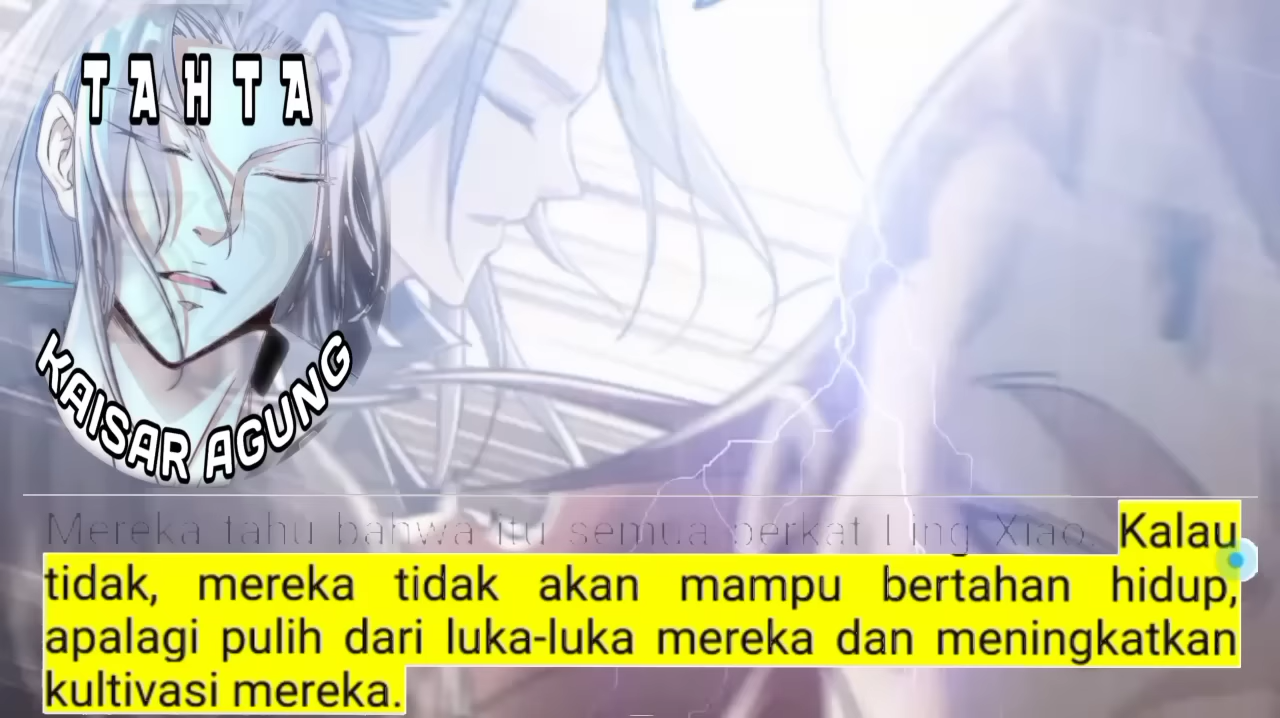 TAHTA
KAISAR AGUNG
Mereka tahu bahwa itu semua berkat Ling Xiao. Kalau
tidak, mereka tidak akan mampu bertahan hidup,
apalagi pulih dari luka-luka mereka dan meningkatkan
kultivasi mereka.